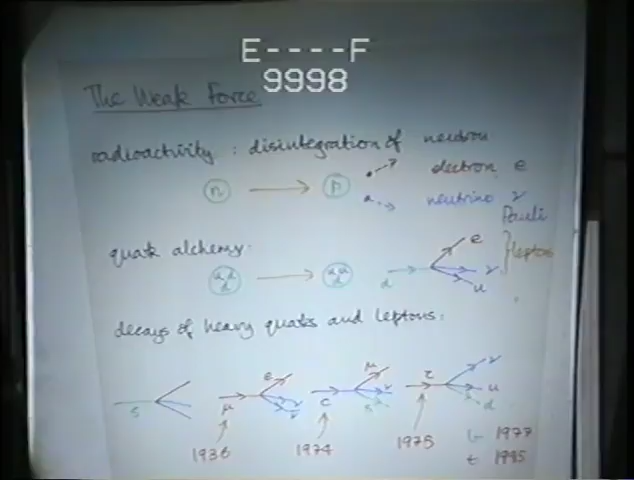 E----F
9998
The Weak Force
radioactivity : disintegration of neutron
n p electron e
neutrino ν
Pauli
quark alchemy.
u d d u u d d e ν u } leptons
decays of heavy quarks and leptons:
s μ e ν ν c μ ν s τ ν u d
1936 1974 1975 b 1977
t 1995